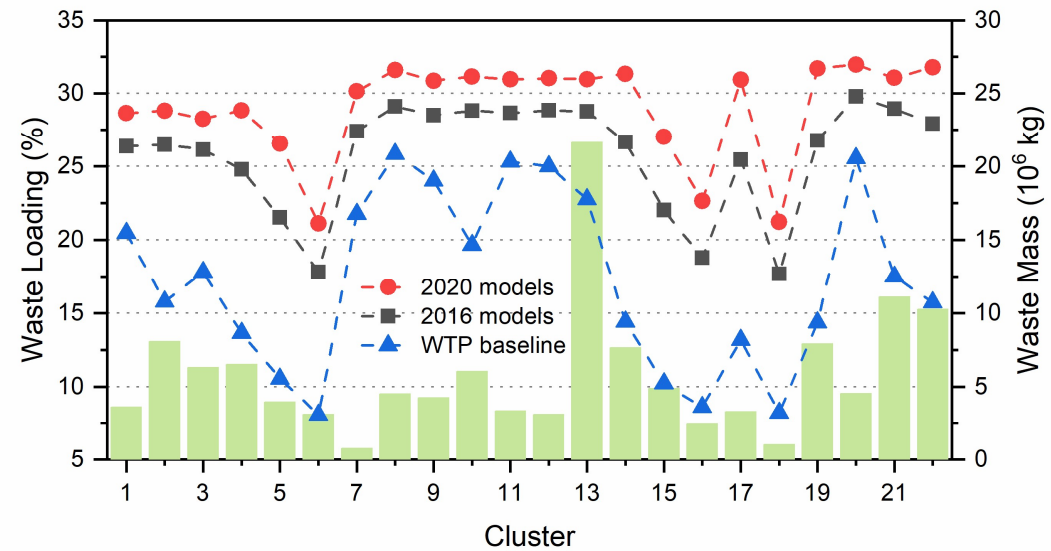 35
30
25
20
15
10
5
Waste Loading (%)
30
25
20
15
10
5
0
Waste Mass (10⁶ kg)
2020 models
2016 models
WTP baseline
1 3 5 7 9 11 13 15 17 19 21
Cluster